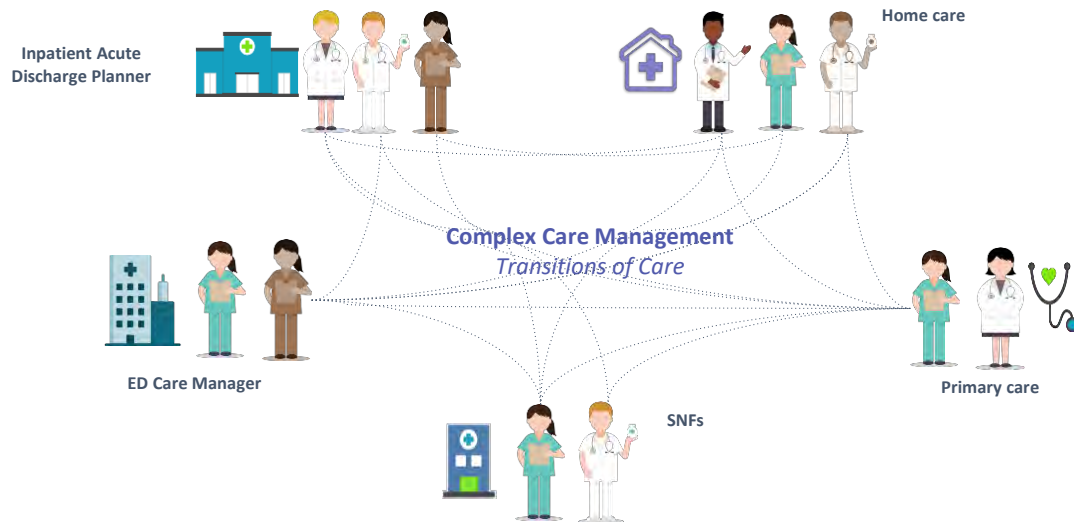 Inpatient Acute
Discharge Planner
Home care
Complex Care Management
Transitions of Care
ED Care Manager
Primary care
SNFs